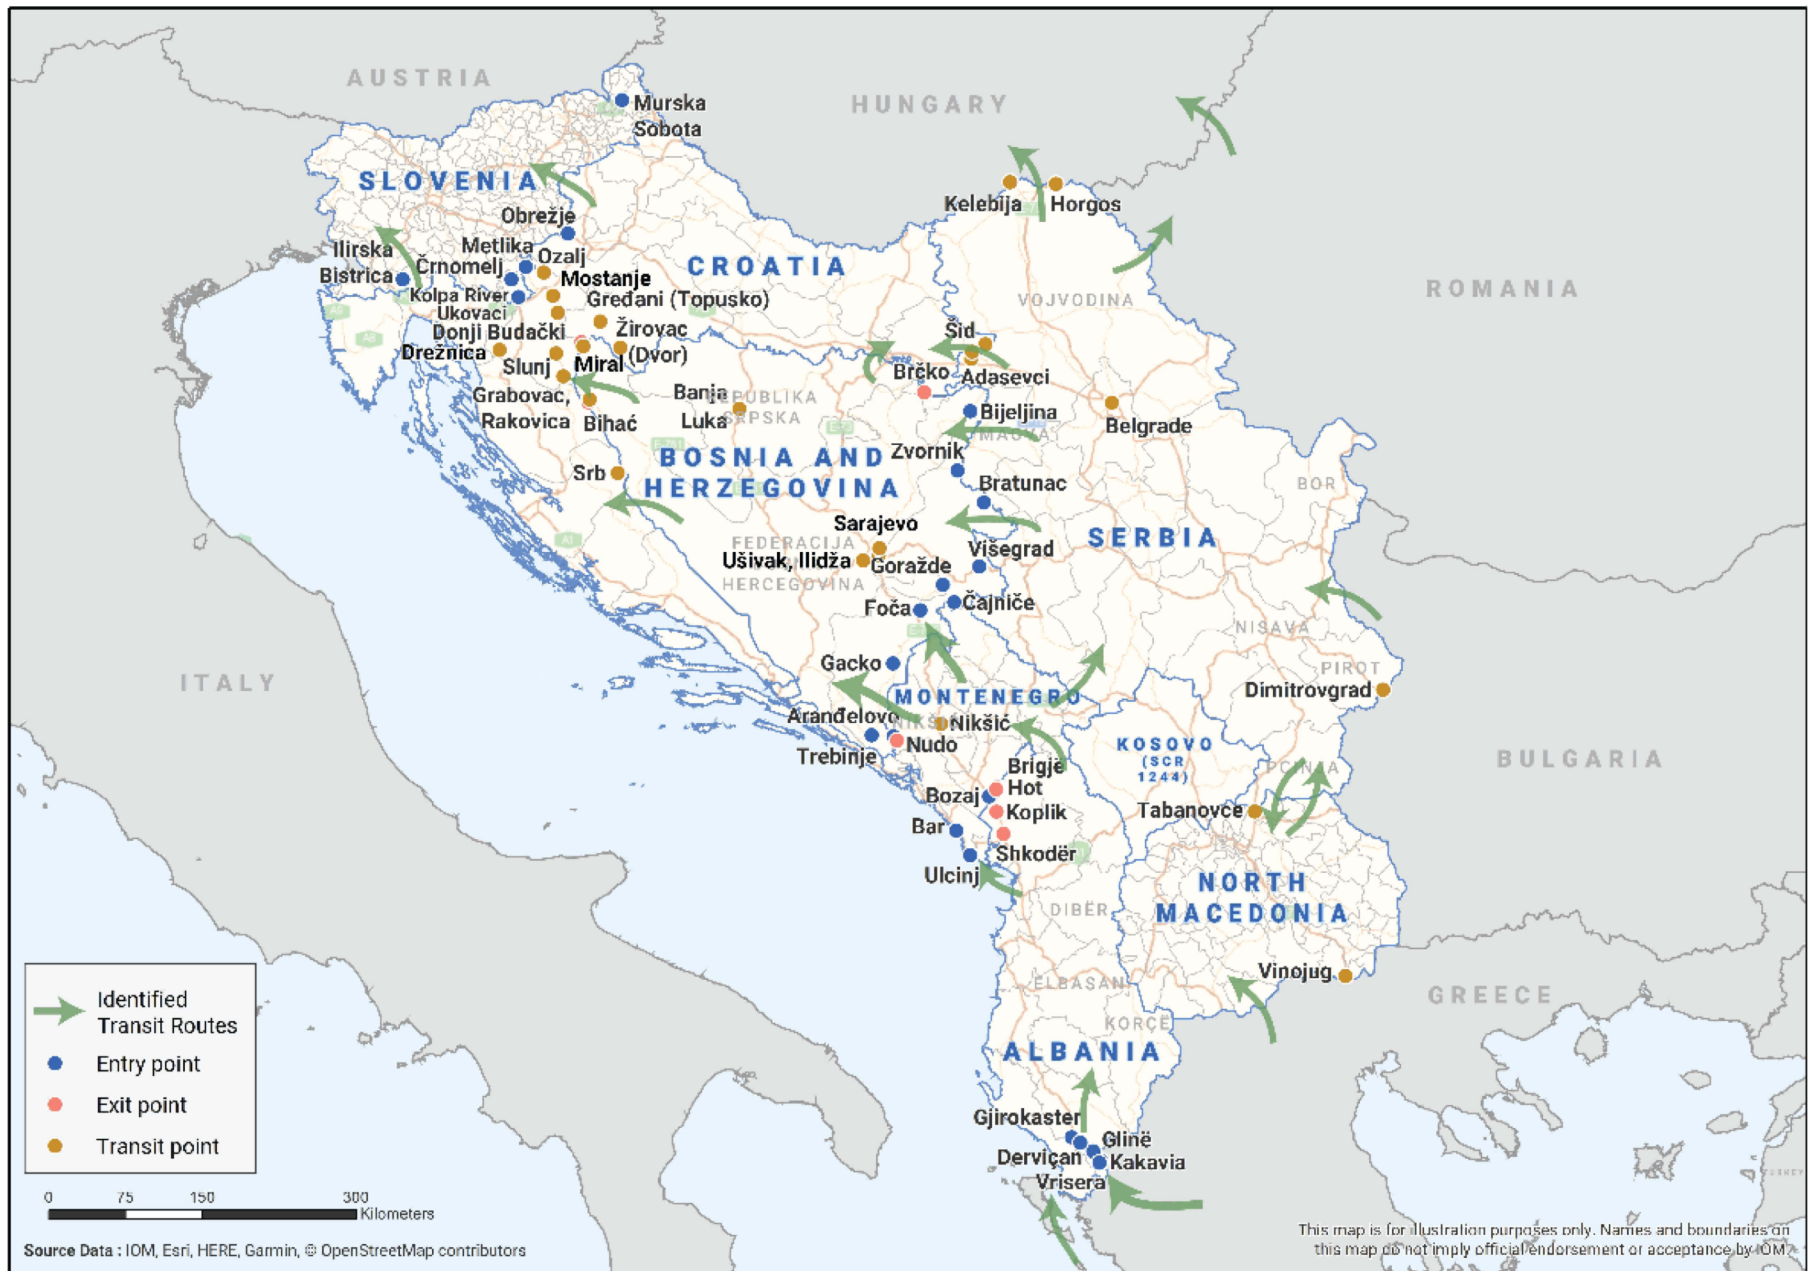 AUSTRIA
HUNGARY
Murska
Sobota
SLOVENIA
Kelebija
Horgos
Obrežje
Ilirska
Bistrica
Metlika
Ozalj
Črnomelj
CROATIA
Mostanje
Kolpa River
Gređani (Topusko)
ROMANIA
VOJVODINA
Ukovaci
Donji Budački
Žirovac
(Dvor)
Šid
Drežnica
Slunj
Miral
Brčko
Adasevci
Grabovac,
Rakovica
Bihać
Banja
Luka
REPUBLIKA
SRPSKA
Bijeljina
Belgrade
MACVA
Zvornik
BOSNIA AND
HERZEGOVINA
Srb
Bratunac
BOR
Sarajevo
SERBIA
FEDERACIJA
HERCEGOVINA
Ušivak, Ilidža
Goražde
Višegrad
Foča
Čajniče
NISAVA
PIROT
ITALY
Gacko
Dimitrovgrad
MONTENEGRO
Aranđelovo
NIKŠIĆ
Nikšić
Trebinje
Nudo
KOSOVO
(SCR
1244)
PCINJA
BULGARIA
Brigje
Hot
Bozaj
Koplik
Tabanovce
Bar
Shkodër
Ulcinj
NORTH
MACEDONIA
DIBËR
Vinojug
ELBASAN
GREECE
KORÇË
ALBANIA
Gjirokaster
Glinë
Derviçan
Kakavia
Vrisera
TURKEY
A1
Identified
Transit Routes
Entry point
Exit point
Transit point
0 75 150 300
Kilometers
Source Data : IOM, Esri, HERE, Garmin, © OpenStreetMap contributors
This map is for illustration purposes only. Names and boundaries on
this map do not imply official endorsement or acceptance by IOM.